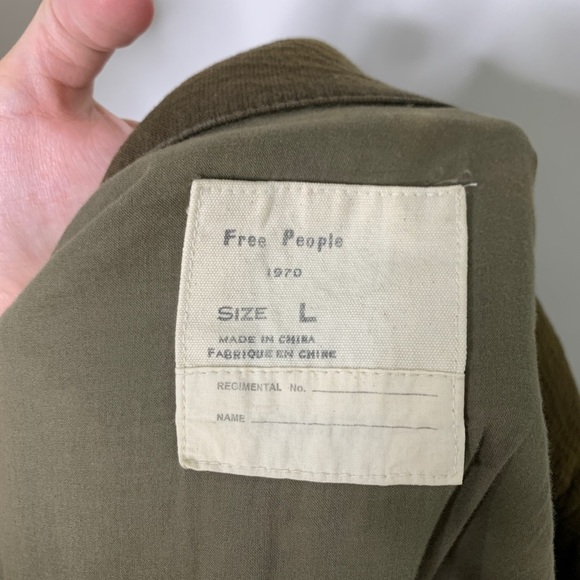 Free People
1970
SIZE L
MADE IN CHINA
FABRIQUE EN CHINE
REGIMENTAL No.
NAME